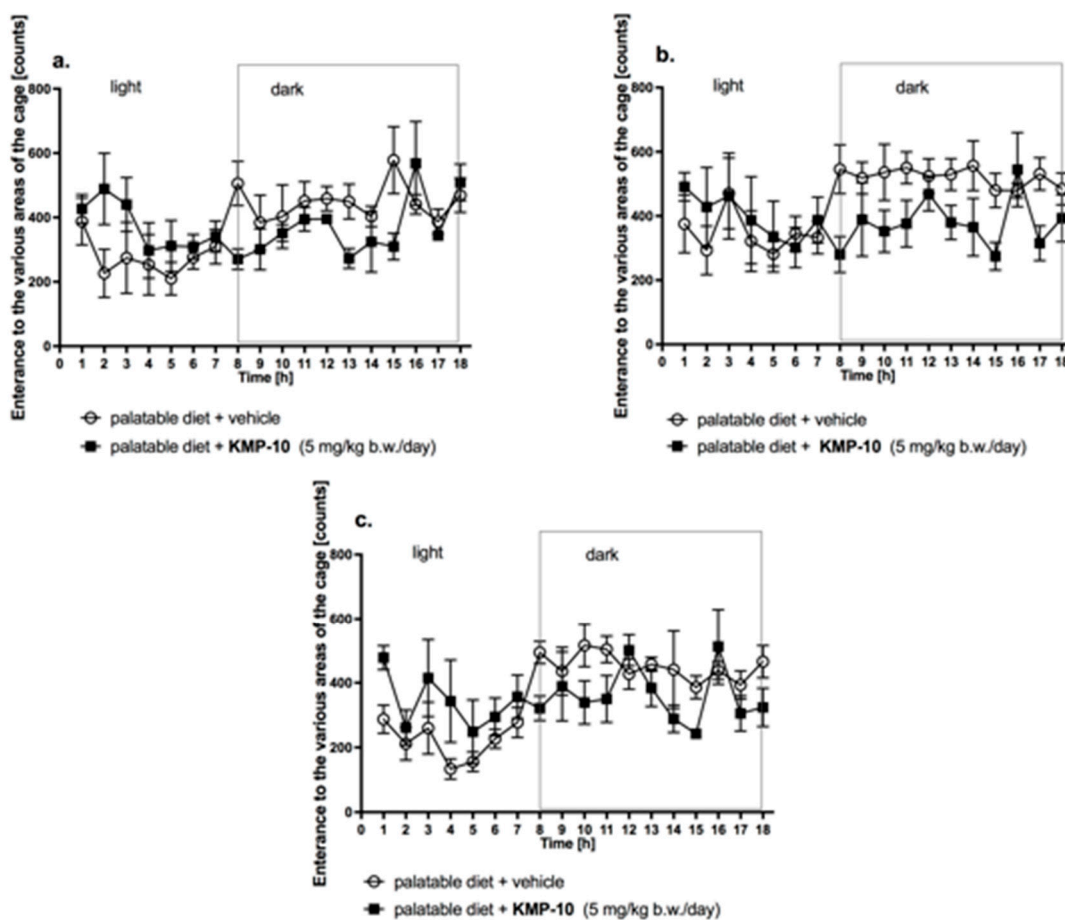 a.
Enterance to the various areas of the cage [counts]
light
dark
800
600
400
200
0
0 1 2 3 4 5 6 7 8 9 10 11 12 13 14 15 16 17 18
Time [h]
palatable diet + vehicle
palatable diet + KMP-10 (5 mg/kg b.w./day)
b.
Enterance to the various areas of the cage [counts]
light
dark
800
600
400
200
0
0 1 2 3 4 5 6 7 8 9 10 11 12 13 14 15 16 17 18
Time [h]
palatable diet + vehicle
palatable diet + KMP-10 (5 mg/kg b.w./day)
c.
Enterance to the various areas of the cage [counts]
light
dark
800
600
400
200
0
0 1 2 3 4 5 6 7 8 9 10 11 12 13 14 15 16 17 18
Time [h]
palatable diet + vehicle
palatable diet + KMP-10 (5 mg/kg b.w./day)